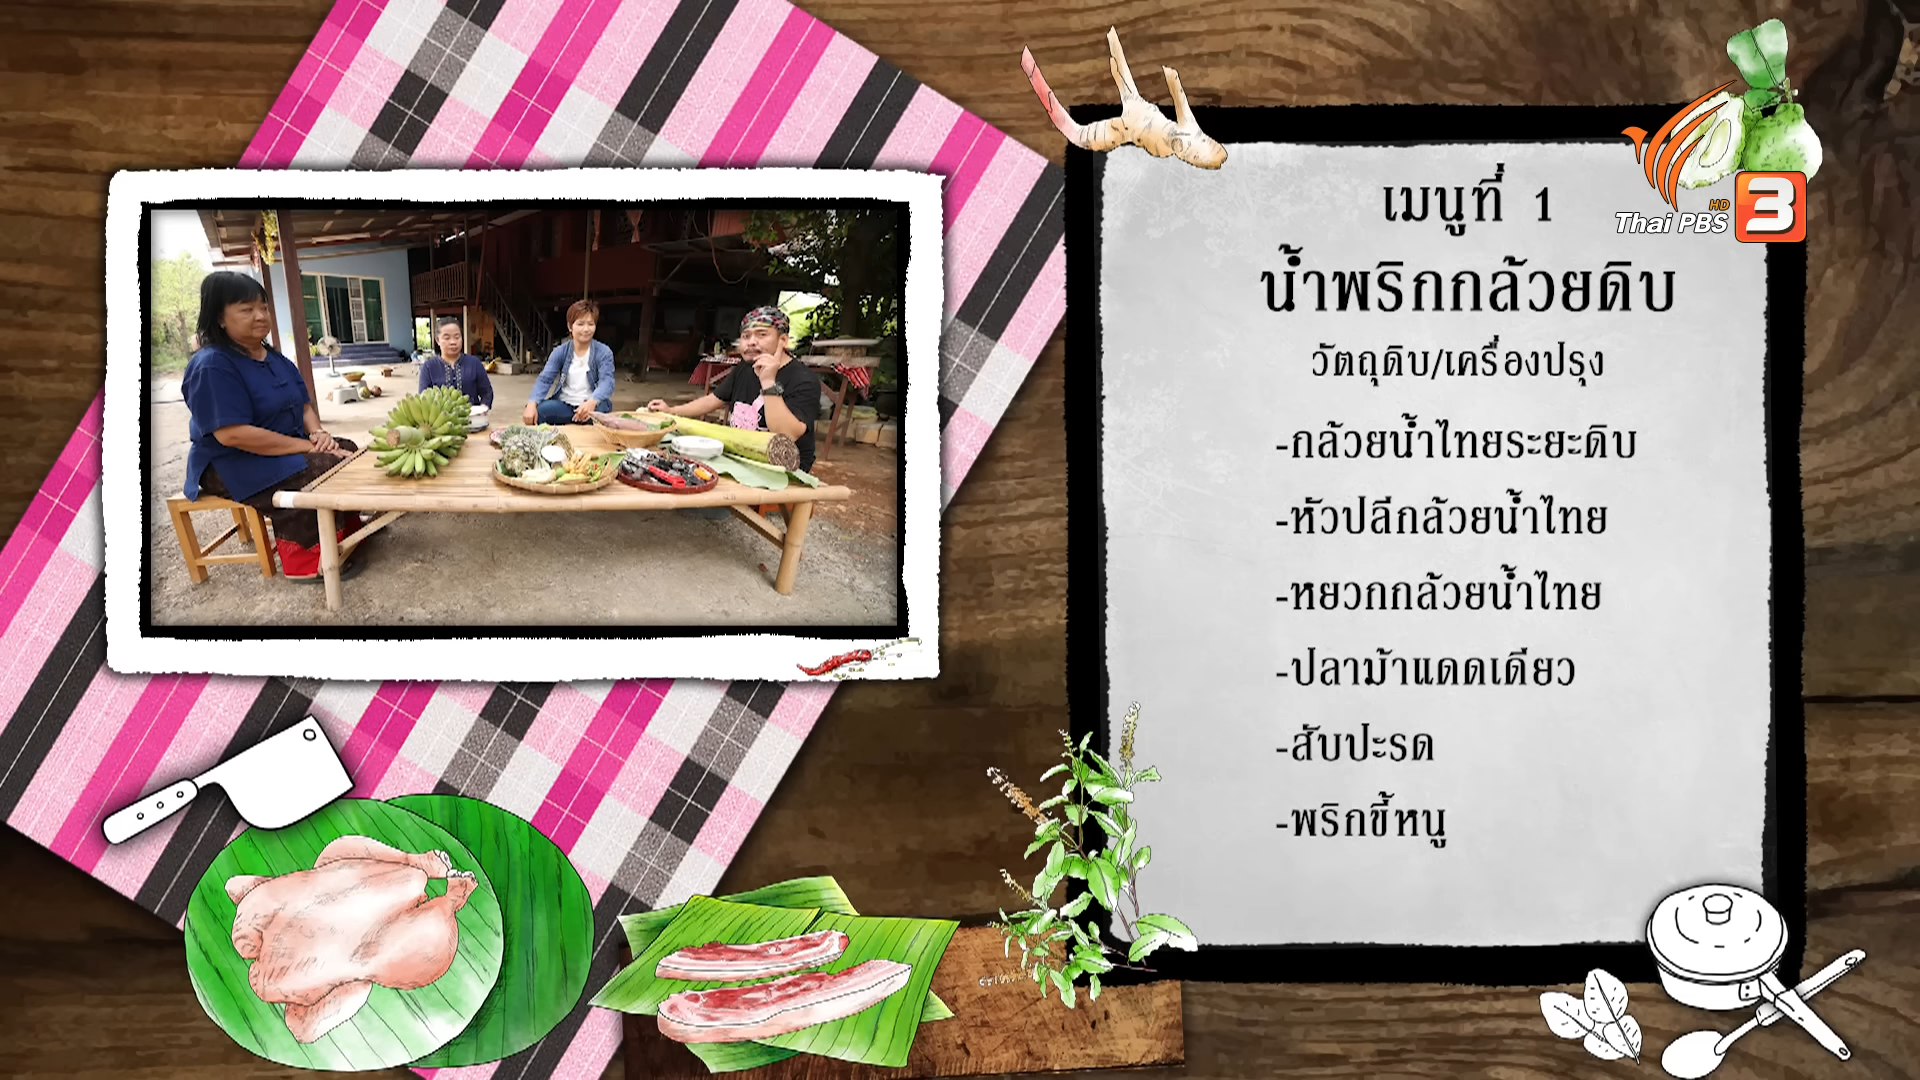 เมนูที่ 1
น้ำพริกกล้วยดิบ
วัตถุดิบ/เครื่องปรุง
-กล้วยน้ำไทยระยะดิบ
-หัวปลีกล้วยน้ำไทย
-หยวกกล้วยน้ำไทย
-ปลาม้าแดดเดียว
-สับปะรด
-พริกขี้หนู
HD
Thai PBS 3